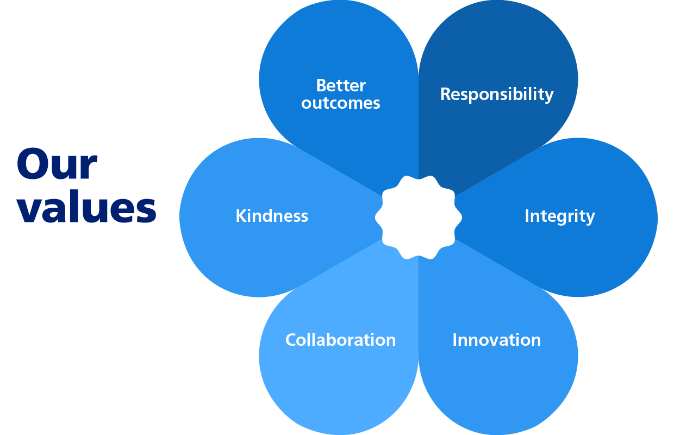 Our
values
Better
outcomes
Responsibility
Kindness
Integrity
Collaboration
Innovation